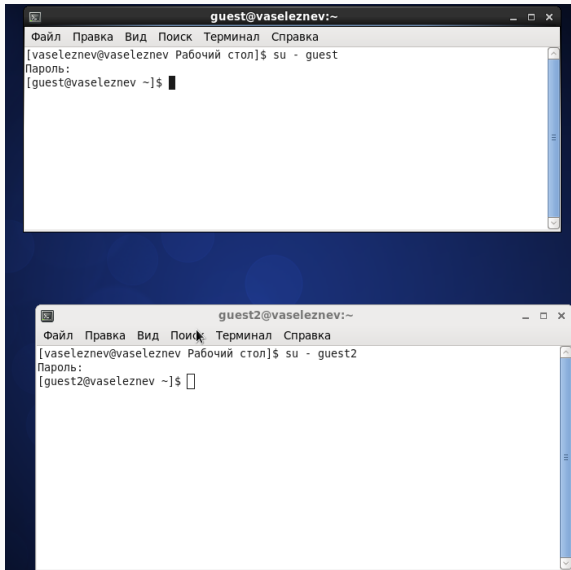 guest@vaseleznev:~
Файл Правка Вид Поиск Терминал Справка
[vaseleznev@vaseleznev Рабочий стол]$ su - guest
Пароль:
[guest@vaseleznev ~]$
guest2@vaseleznev:~
Файл Правка Вид Поиск Терминал Справка
[vaseleznev@vaseleznev Рабочий стол]$ su - guest2
Пароль:
[guest2@vaseleznev ~]$